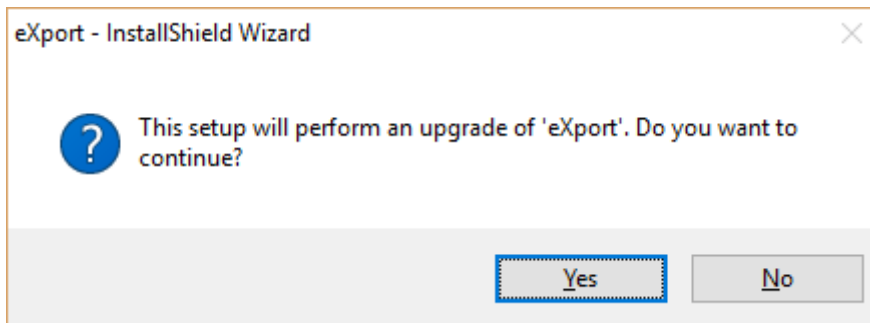 eXport - InstallShield Wizard
?
This setup will perform an upgrade of 'eXport'. Do you want to
continue?
Yes
No